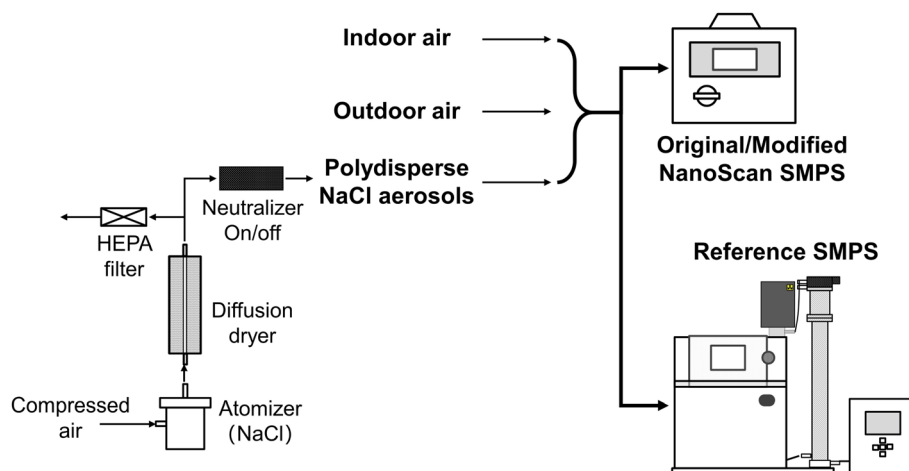 Indoor air
Outdoor air
Polydisperse
NaCl aerosols
Neutralizer
On/off
HEPA
filter
Diffusion
dryer
Compressed
air
Atomizer
(NaCl)
Original/Modified
NanoScan SMPS
Reference SMPS